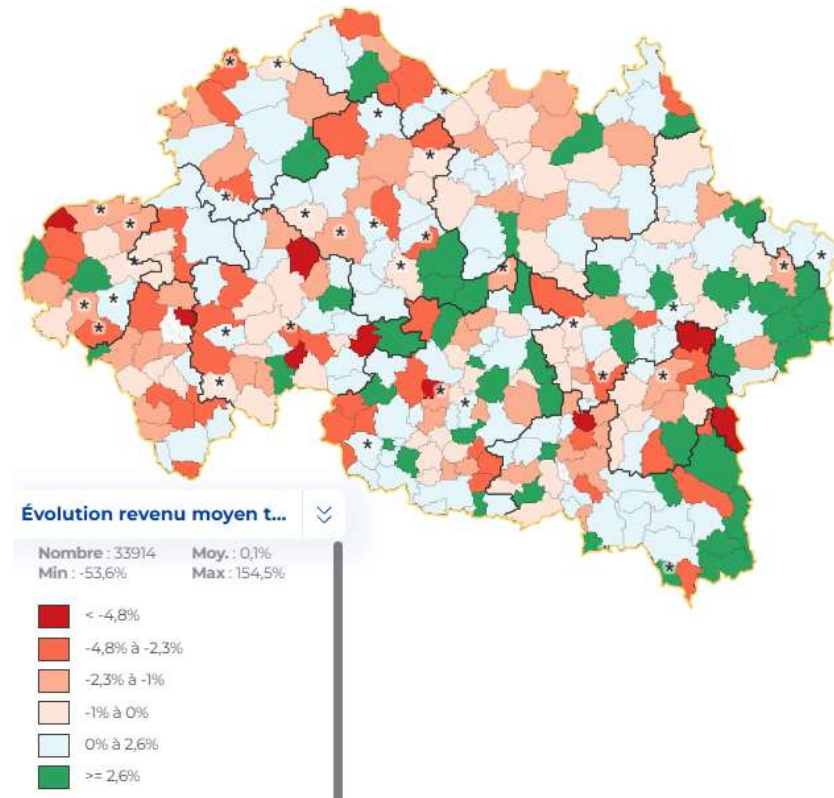 Évolution revenu moyen t...
Nombre : 33914 Moy. : 0,1%
Min : -53,6% Max : 154,5%
< -4,8%
-4,8% à -2,3%
-2,3% à -1%
-1% à 0%
0% à 2,6%
>= 2,6%